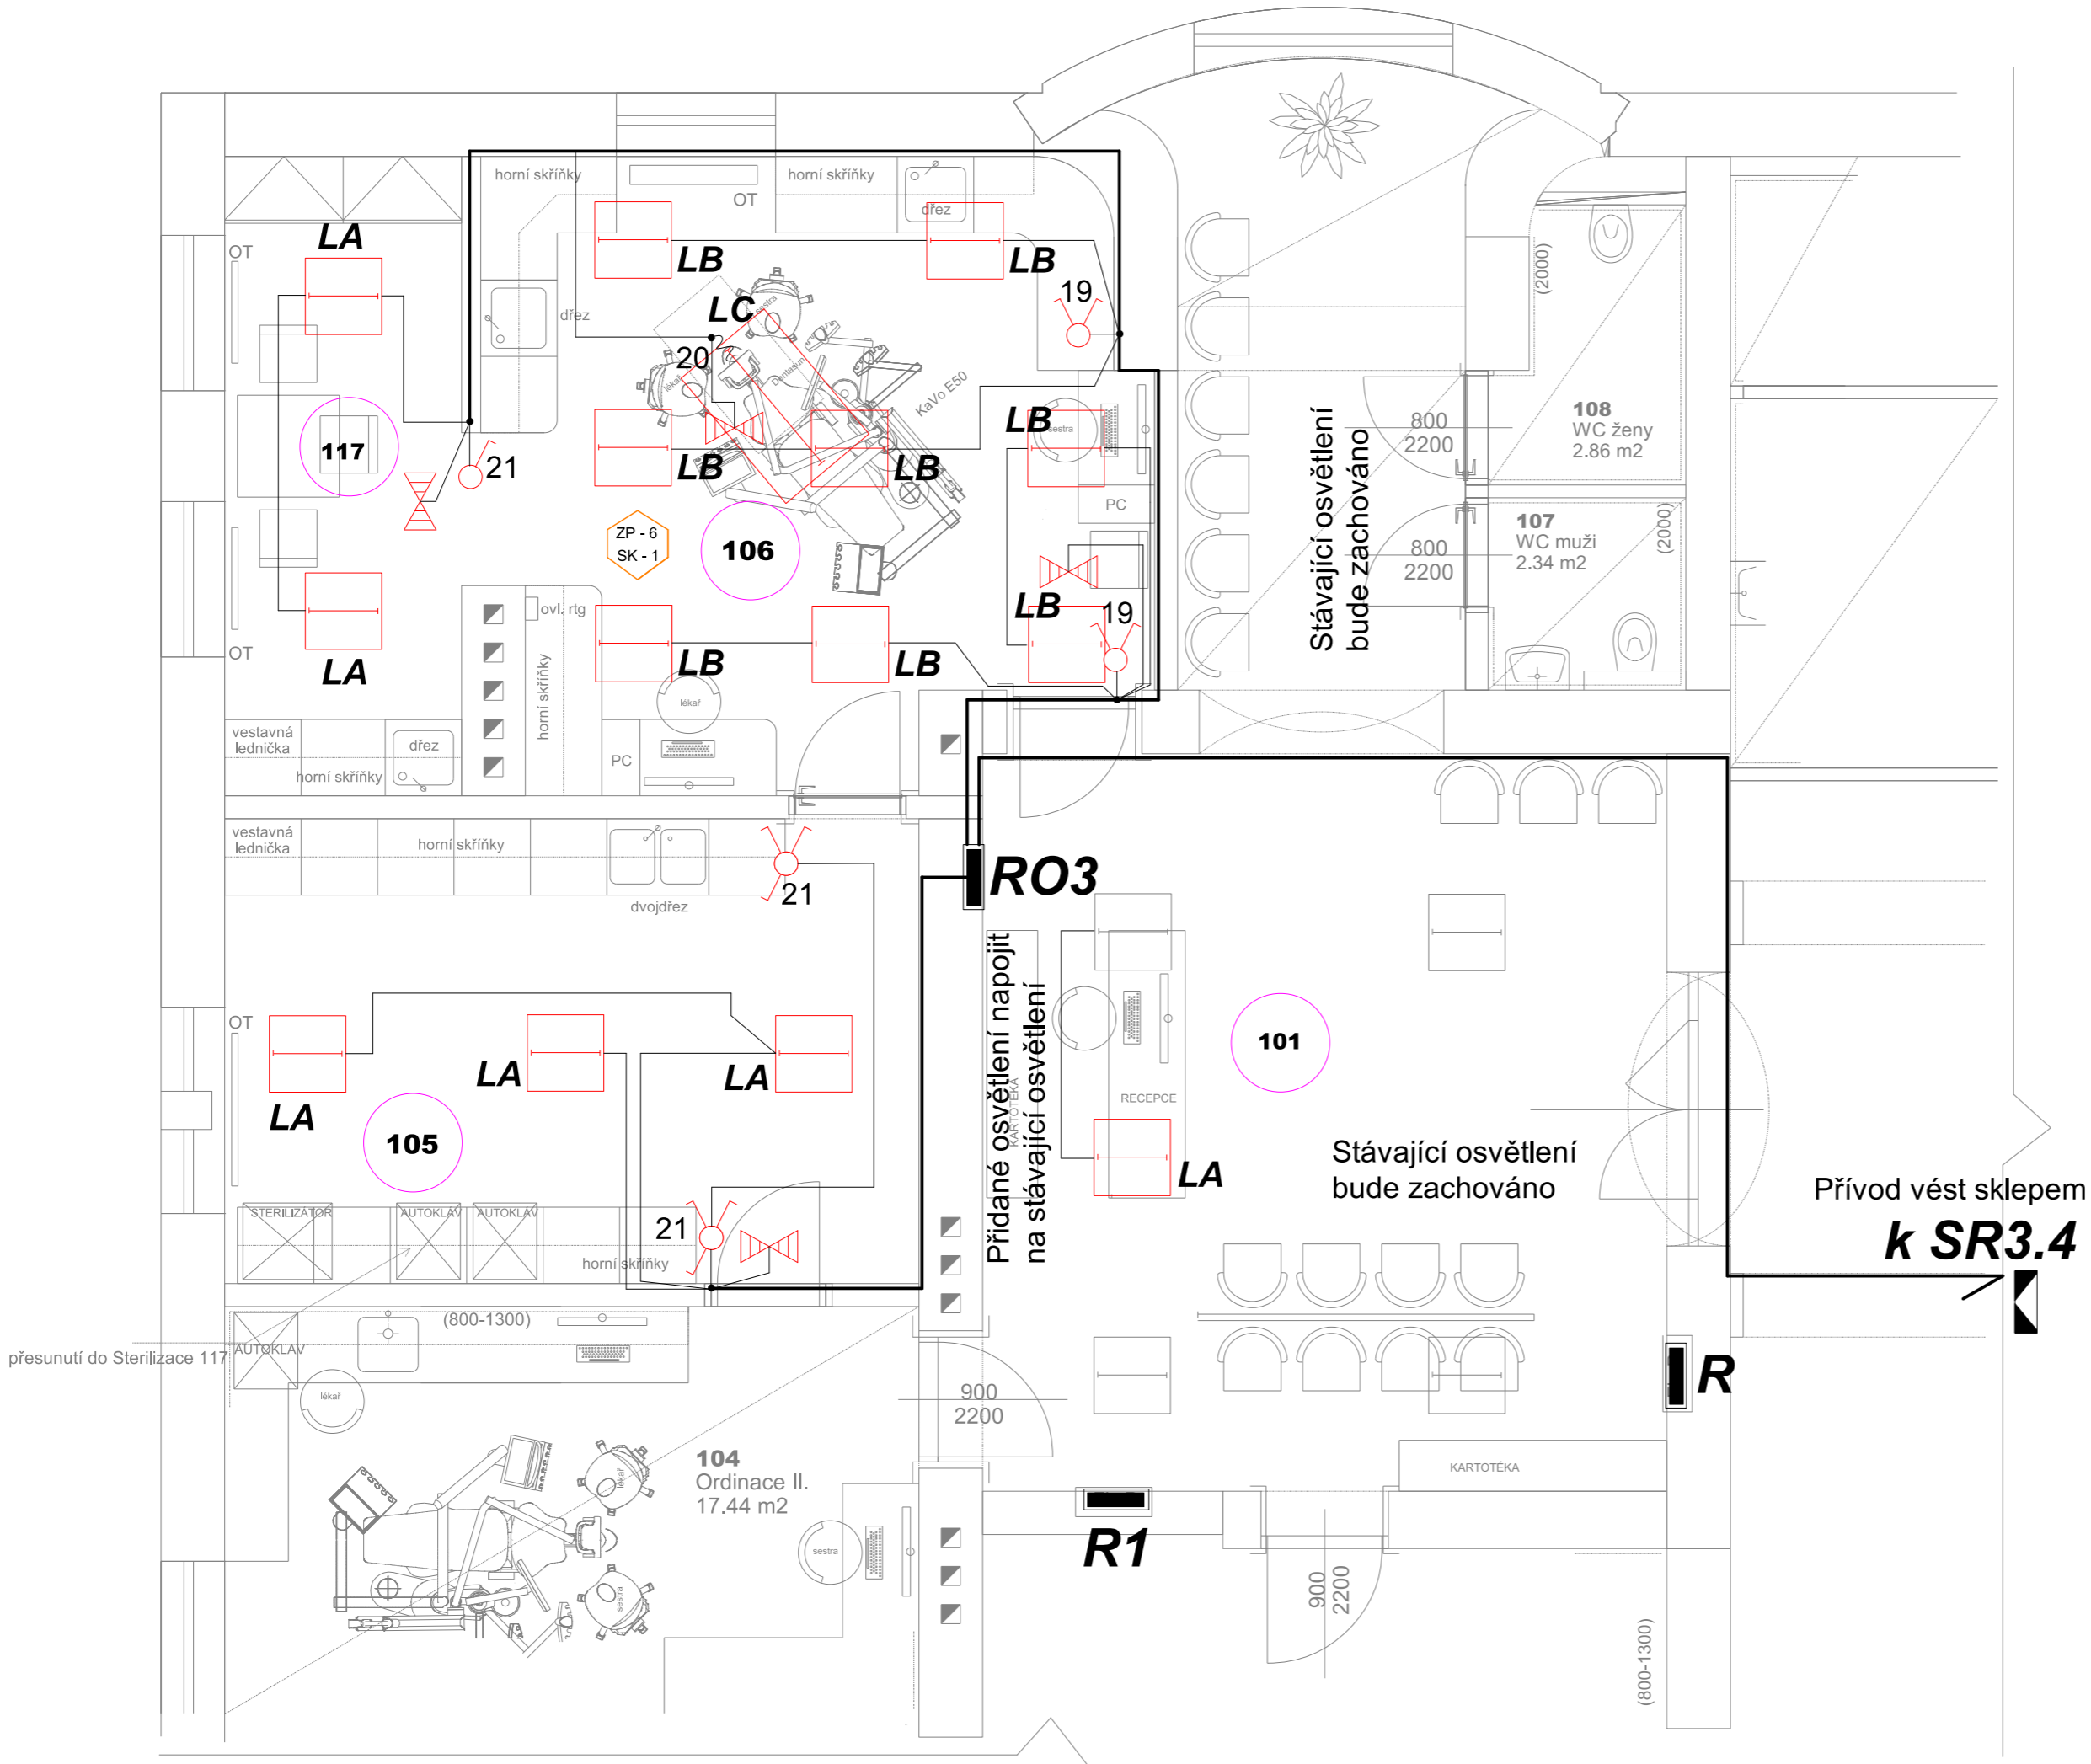 horní skříňky
OT
horní skříňky
dřez
LA
OT
LB
LB
(2000)
19
LC
sestra
dřez
20
lékař
Dentasun
KaVo E50
LB
sestra
108
WC ženy
2.86 m2
800
2200
Stávající osvětlení
bude zachováno
117
21
LB
LB
PC
ZP - 6
SK - 1
106
107
WC muži
2.34 m2
(2000)
800
2200
ovl. rtg
LB
19
OT
LA
LB
LB
horní skříňky
lékař
vestavná
lednička
dřez
horní skříňky
PC
vestavná
lednička
horní skříňky
dvojdřez
21
RO3
Přidané osvětlení napojit
na stávající osvětlení
KARTOTÉKA
OT
101
LA
LA
LA
RECEPCE
105
LA
Stávající osvětlení
bude zachováno
Přívod vést sklepem
k SR3.4
STERILIZÁTOR
AUTOKLAV
AUTOKLAV
21
horní skříňky
(800-1300)
přesunutí do Sterilizace 117
AUTOKLAV
lékař
900
2200
R
104
Ordinace II.
17.44 m2
lékař
sestra
sestra
KARTOTÉKA
R1
900
2200
(800-1300)